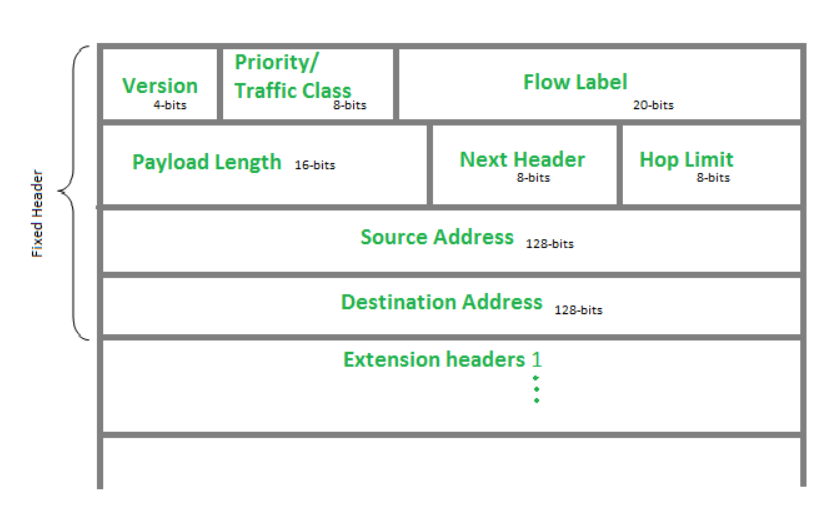 Fixed Header
Version
4-bits
Priority/
Traffic Class
8-bits
Flow Label
20-bits
Payload Length 16-bits
Next Header
8-bits
Hop Limit
8-bits
Source Address 128-bits
Destination Address 128-bits
Extension headers 1